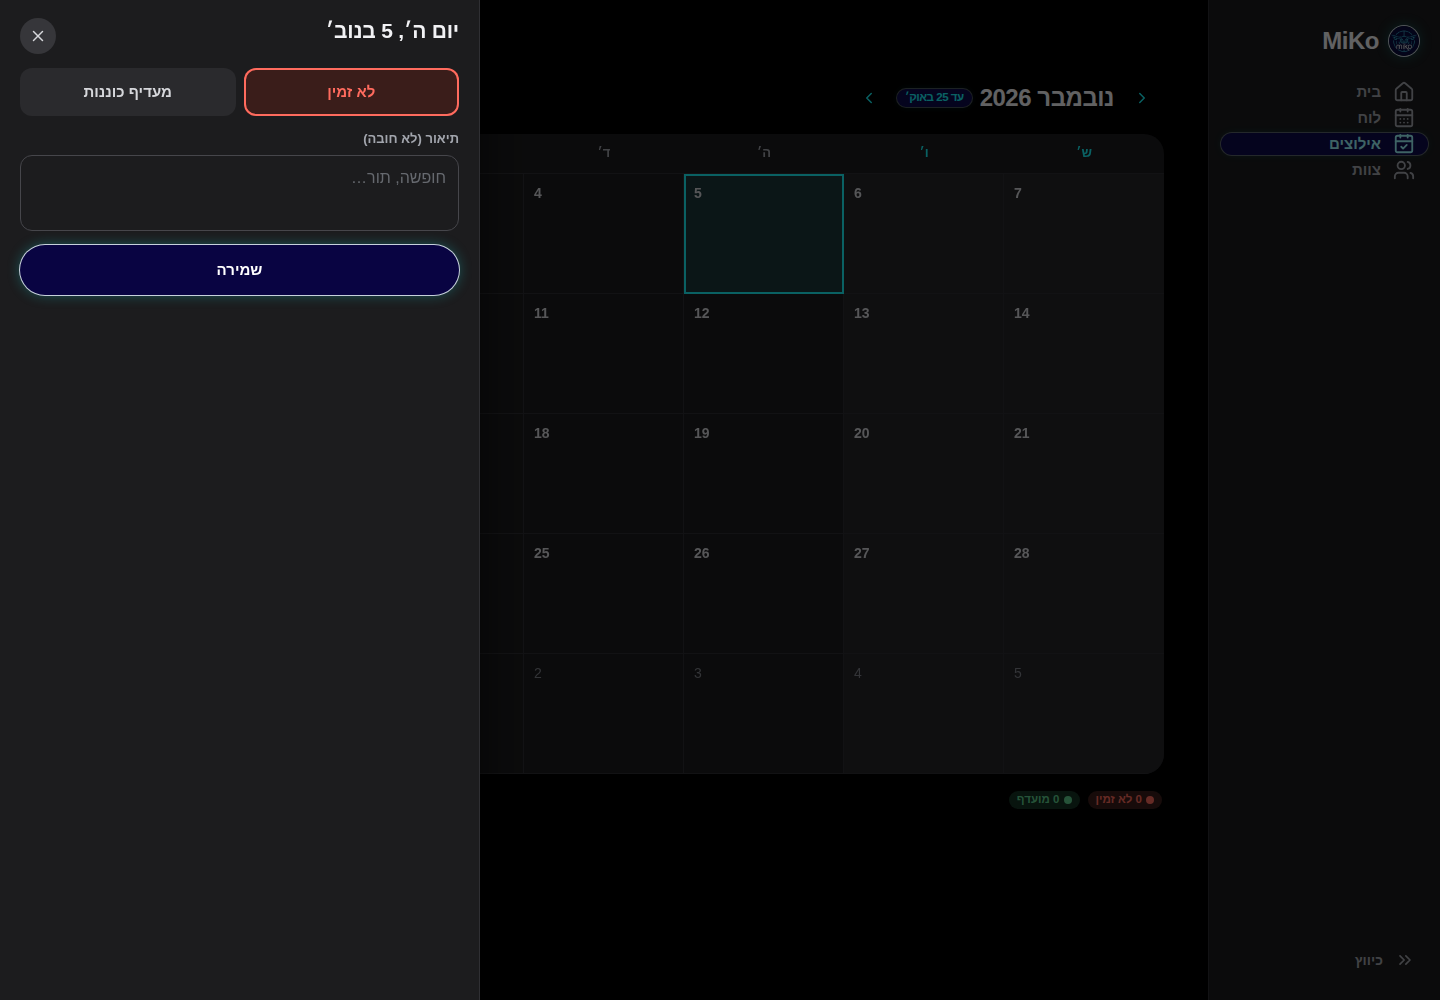 MiKo
בית
לוח
אילוצים
צוות
כיווץ
נובמבר 2026
עד 25 באוק׳
ש׳ ו׳ ה׳ ד׳
7 6 5 4
14 13 12 11
21 20 19 18
28 27 26 25
5 4 3 2
0 לא זמין
0 מועדף
יום ה׳, 5 בנוב׳
לא זמין
מעדיף כוננות
תיאור (לא חובה)
חופשה, תור…
שמירה